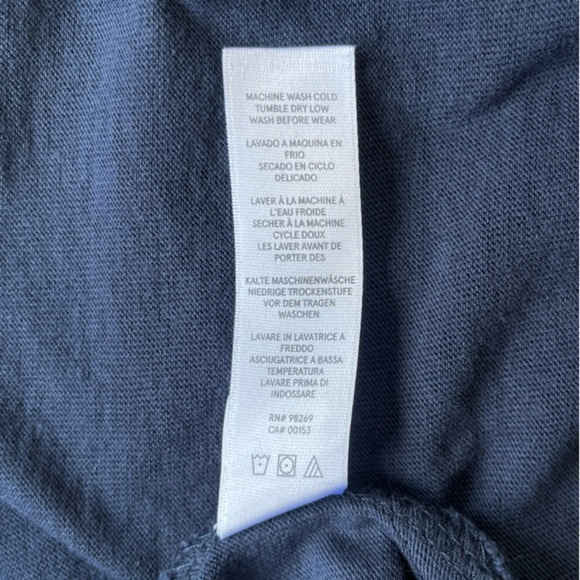 MACHINE WASH COLD
TUMBLE DRY LOW
WASH BEFORE WEAR
LAVADO A MAQUINA EN
FRIO
SECADO EN CICLO
DELICADO
LAVER À LA MACHINE À
L'EAU FROIDE
SECHER À LA MACHINE
CYCLE DOUX
LES LAVER AVANT DE
PORTER DES
KALTE MASCHINENWÄSCHE
NIEDRIGE TROCKENSTUFE
VOR DEM TRAGEN
WASCHEN
LAVARE IN LAVATRICE A
FREDDO
ASCIUGATRICE A BASSA
TEMPERATURA
LAVARE PRIMA DI
INDOSSARE
RN# 98269
CA# 00153